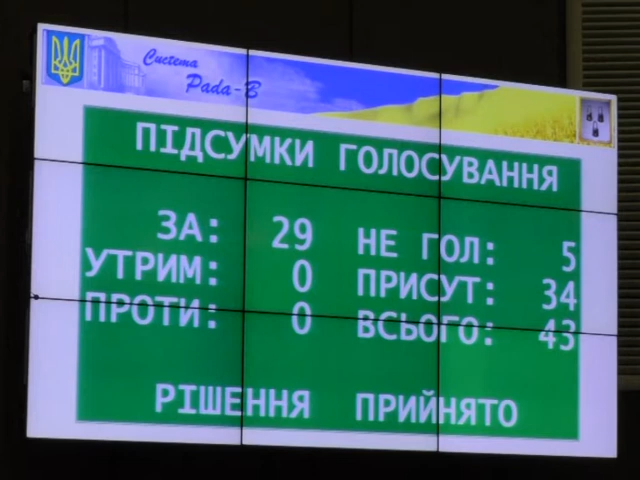 Система
Рада-В
ПІДСУМКИ ГОЛОСУВАННЯ
ЗА: 29 НЕ ГОЛ: 5
УТРИМ: 0 ПРИСУТ: 34
ПРОТИ: 0 ВСЬОГО: 43
РІШЕННЯ ПРИЙНЯТО